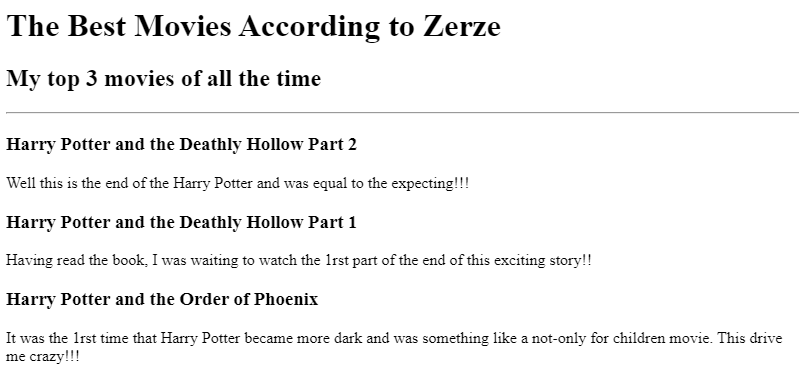 The Best Movies According to Zerze
My top 3 movies of all the time
Harry Potter and the Deathly Hollow Part 2
Well this is the end of the Harry Potter and was equal to the expecting!!!
Harry Potter and the Deathly Hollow Part 1
Having read the book, I was waiting to watch the 1rst part of the end of this exciting story!!
Harry Potter and the Order of Phoenix
It was the 1rst time that Harry Potter became more dark and was something like a not-only for children movie. This drive
me crazy!!!